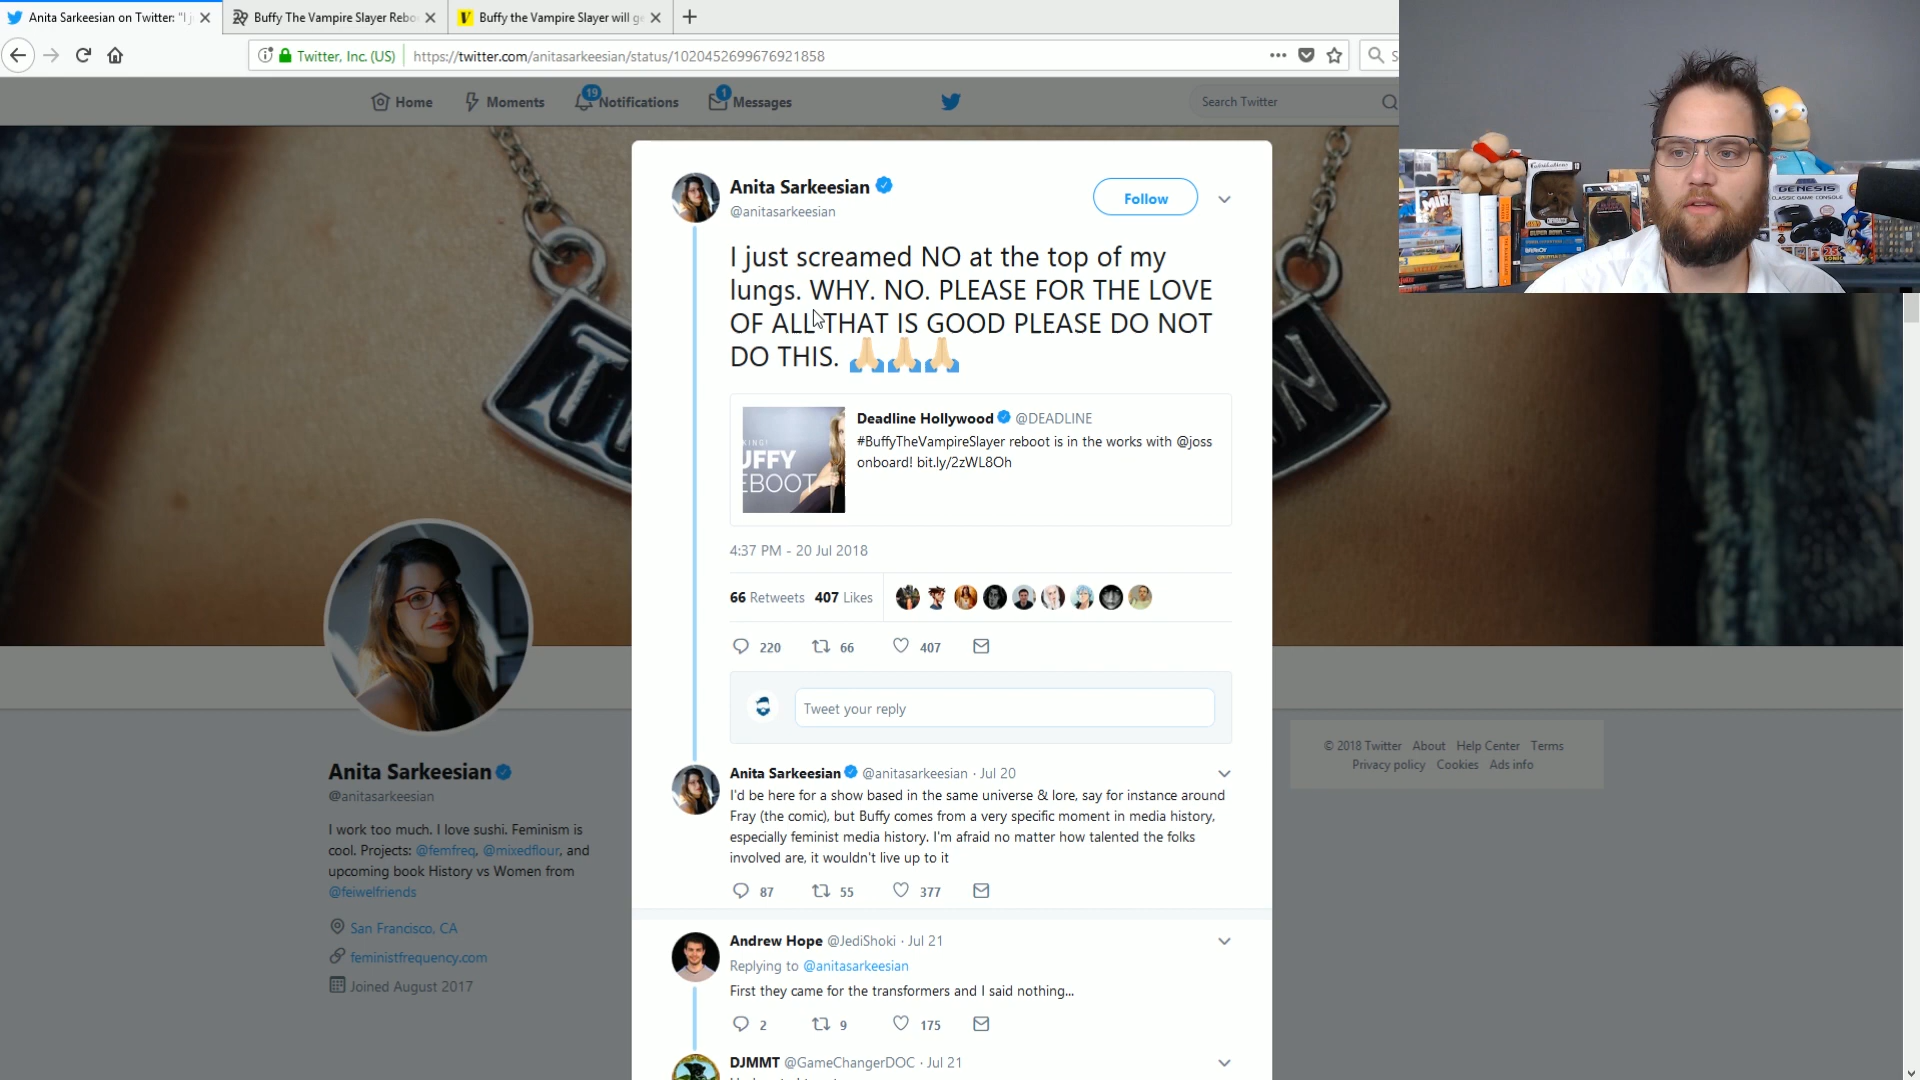 Anita Sarkeesian on Twitter: "I j
Buffy The Vampire Slayer Rebo
Buffy the Vampire Slayer will g
Twitter, Inc. (US)
https://twitter.com/anitasarkeesian/status/1020452699676921858
S
Home
Moments
19
Notifications
1
Messages
Search Twitter
GENESIS
CLASSIC GAME CONSOLE
Anita Sarkeesian
@anitasarkeesian
Follow
I just screamed NO at the top of my
lungs. WHY. NO. PLEASE FOR THE LOVE
OF ALL THAT IS GOOD PLEASE DO NOT
DO THIS. 🙏🏻🙏🏻🙏🏻
KING!
UFFY
EBOOT
Deadline Hollywood @DEADLINE
#BuffyTheVampireSlayer reboot is in the works with @joss
onboard! bit.ly/2zWL8Oh
4:37 PM - 20 Jul 2018
66 Retweets 407 Likes
220 66 407
Tweet your reply
Anita Sarkeesian @anitasarkeesian · Jul 20
I'd be here for a show based in the same universe & lore, say for instance around
Fray (the comic), but Buffy comes from a very specific moment in media history,
especially feminist media history. I'm afraid no matter how talented the folks
involved are, it wouldn't live up to it
87 55 377
Andrew Hope @JediShoki · Jul 21
Replying to @anitasarkeesian
First they came for the transformers and I said nothing...
2 9 175
DJMMT @GameChangerDOC · Jul 21
Anita Sarkeesian
@anitasarkeesian
I work too much. I love sushi. Feminism is
cool. Projects: @femfreq, @mixedflour, and
upcoming book History vs Women from
@feiwelfriends
San Francisco, CA
feministfrequency.com
Joined August 2017
© 2018 Twitter About Help Center Terms
Privacy policy Cookies Ads info